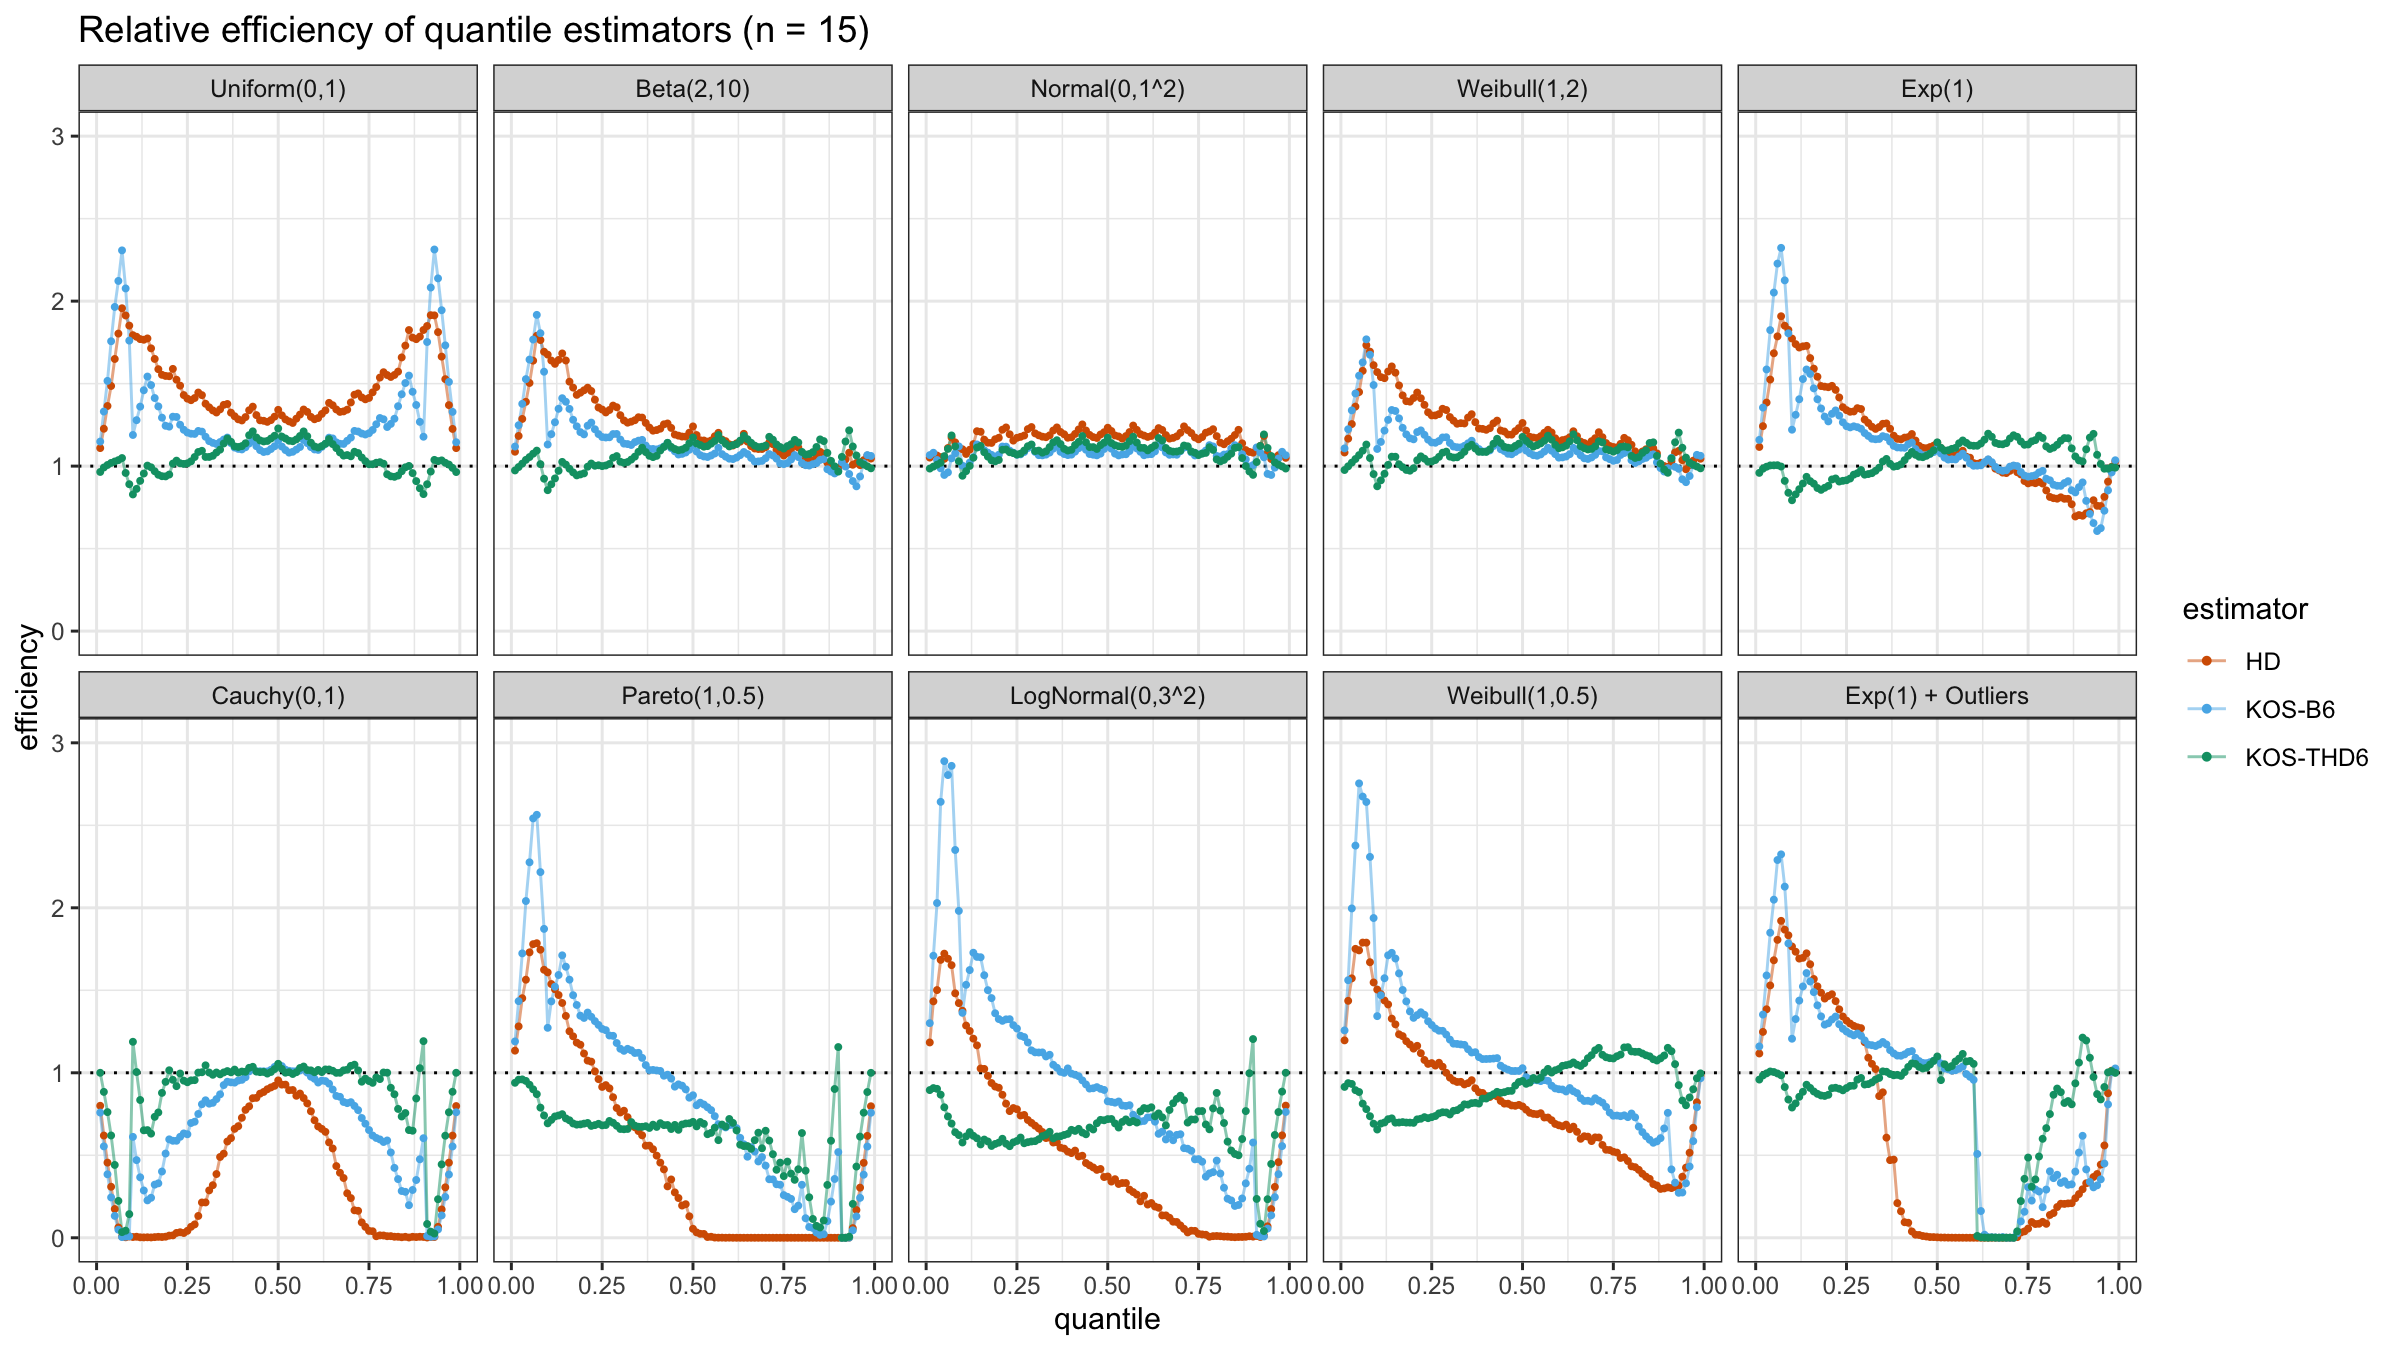 Relative efficiency of quantile estimators (n = 15)
Uniform(0,1)
Beta(2,10)
Normal(0,1^2)
Weibull(1,2)
Exp(1)
3
2
1
0
efficiency
Cauchy(0,1)
Pareto(1,0.5)
LogNormal(0,3^2)
Weibull(1,0.5)
Exp(1) + Outliers
3
2
1
0
0.00 0.25 0.50 0.75 1.00
0.00 0.25 0.50 0.75 1.00
0.00 0.25 0.50 0.75 1.00
0.00 0.25 0.50 0.75 1.00
0.00 0.25 0.50 0.75 1.00
quantile
estimator
HD
KOS-B6
KOS-THD6